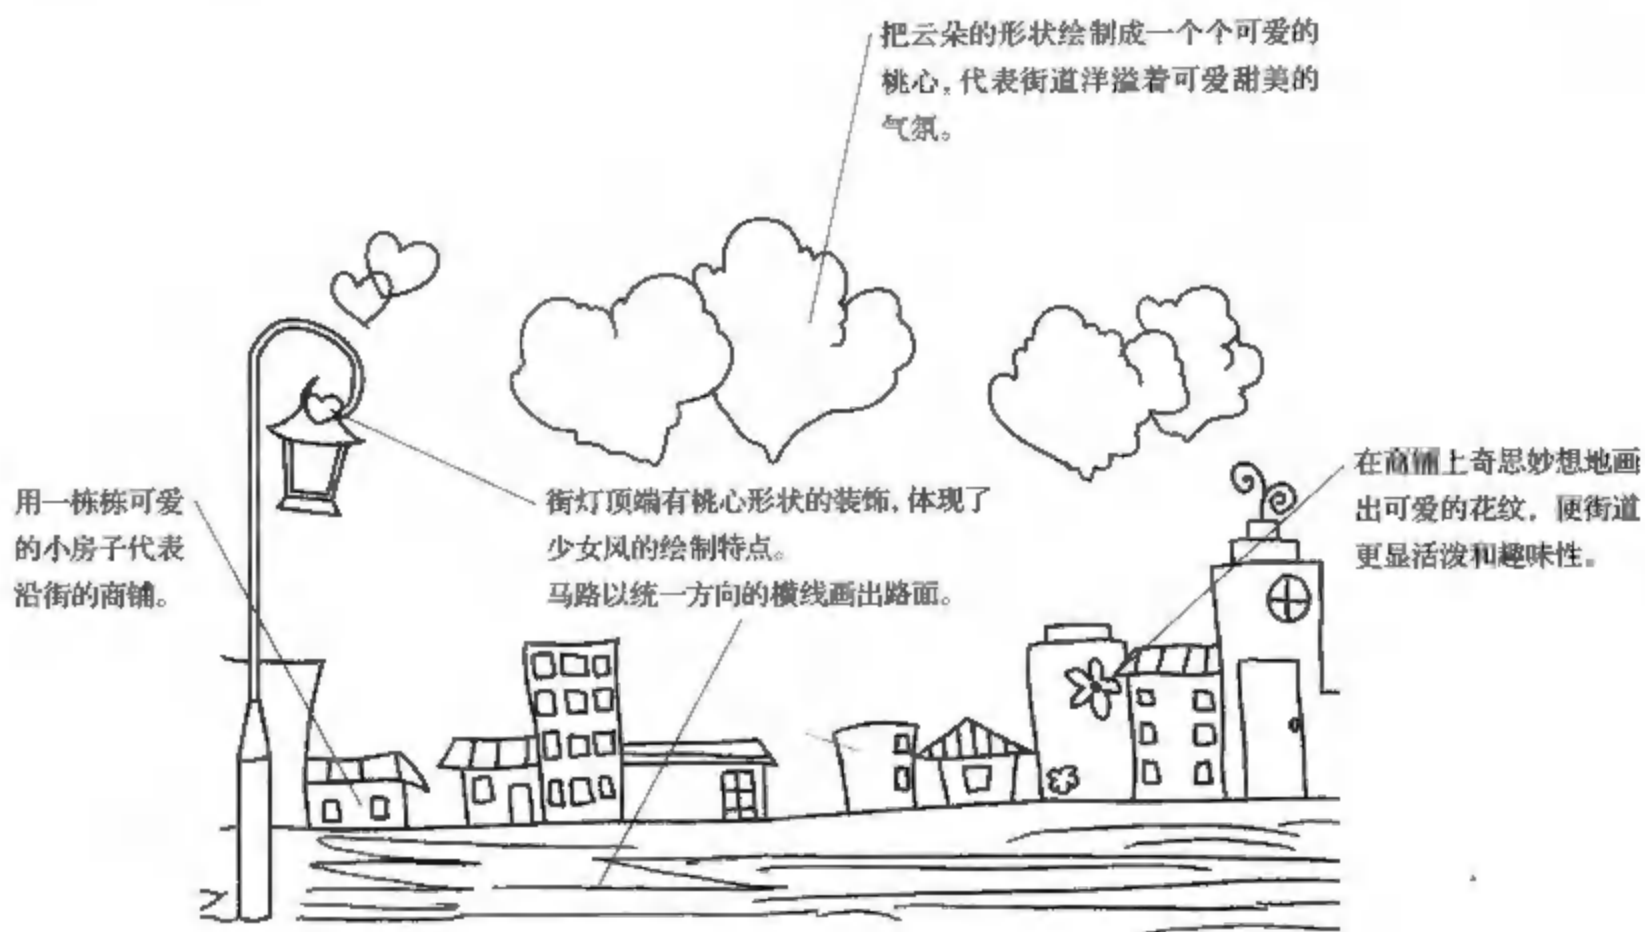 把云朵的形状绘制成一个个可爱的
桃心,代表街道洋溢着可爱甜美的
气氛。
用一栋栋可爱
的小房子代表
沿街的商铺。
街灯顶端有桃心形状的装饰,体现了
少女风的绘制特点。
马路以统一方向的横线画出路面。
在商铺上奇思妙想地画
出可爱的花纹,使街道
更显活泼和趣味性。